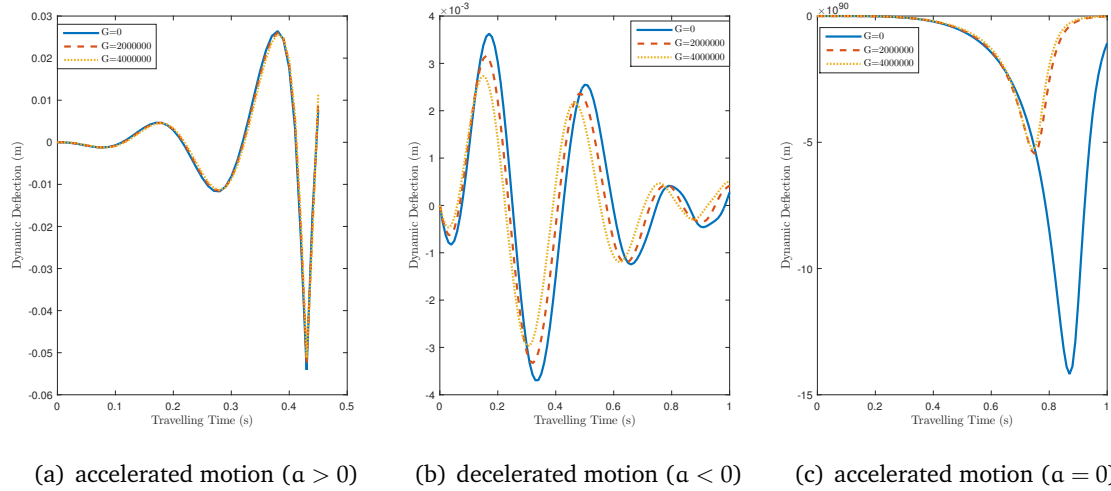 0.03
0.02
0.01
0
-0.01
-0.02
-0.03
-0.04
-0.05
-0.06
0
0.1
0.2
0.3
0.4
0.5
Dynamic Deflection (m)
Travelling Time (s)
G=0
G=2000000
G=4000000
×10⁻³
4
3
2
1
0
-1
-2
-3
-4
0
0.2
0.4
0.6
0.8
1
Dynamic Deflection (m)
Travelling Time (s)
G=0
G=2000000
G=4000000
×10⁹⁰
0
-5
-10
-15
0
0.2
0.4
0.6
0.8
1
Dynamic Deflection (m)
Travelling Time (s)
G=0
G=2000000
G=4000000
(a) accelerated motion (a > 0)
(b) decelerated motion (a < 0)
(c) accelerated motion (a = 0)